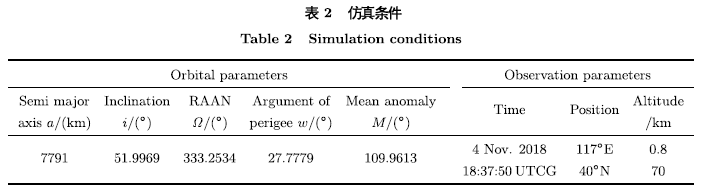 表 2 仿真条件
Table 2 Simulation conditions
Orbital parameters Observation parameters
Semi major axis a/(km) Inclination i/(°) RAAN Ω/(°) Argument of perigee w/(°) Mean anomaly M/(°) Time Position Altitude /km
7791 51.9969 333.2534 27.7779 109.9613
4 Nov. 2018 117°E 0.8
18:37:50 UTCG 40°N 70